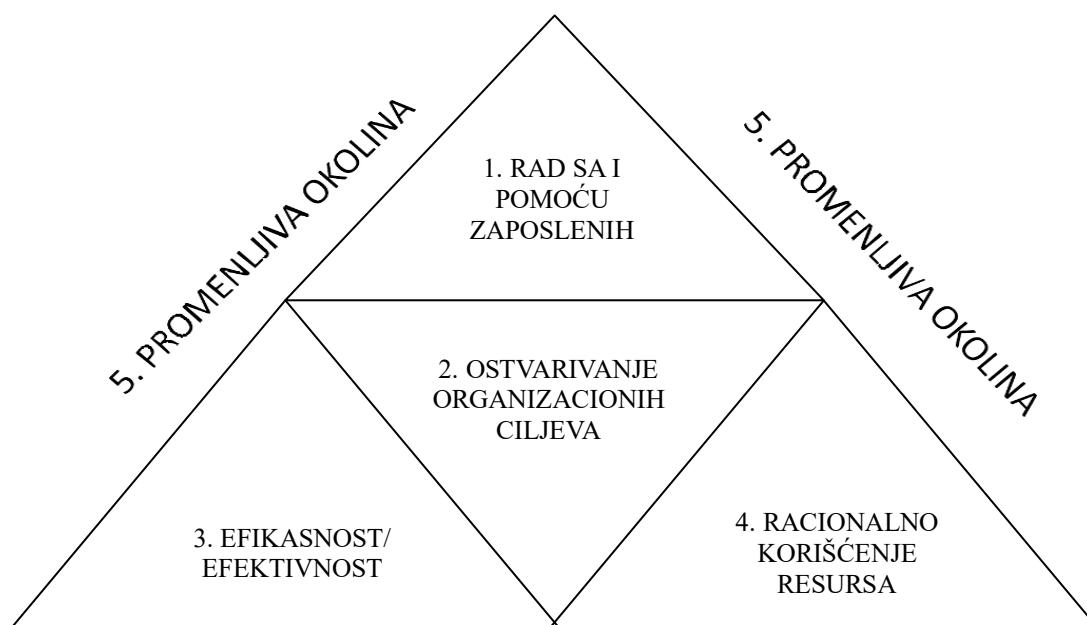 5. PROMENLJIVA OKOLINA
5. PROMENLJIVA OKOLINA
1. RAD SA I
POMOĆU
ZAPOSLENIH
2. OSTVARIVANJE
ORGANIZACIONIH
CILJEVA
3. EFIKASNOST/
EFEKTIVNOST
4. RACIONALNO
KORIŠĆENJE
RESURSA